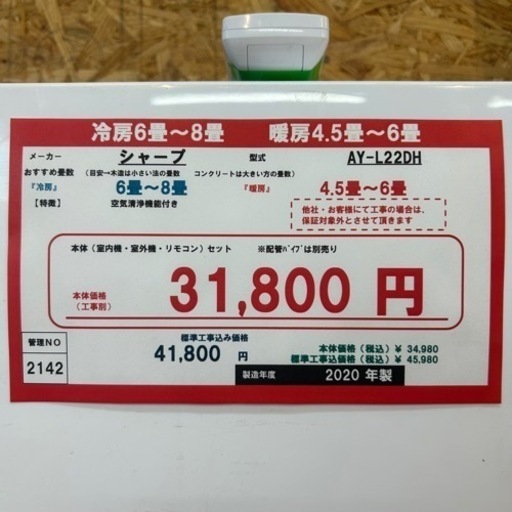 冷房6畳～8畳 暖房4.5畳～6畳
メーカー シャープ 型式 AY-L22DH
おすすめ畳数 (目安→木造は小さい法の畳数 コンクリートは大きい方の畳数)
『冷房』 6畳～8畳 『暖房』 4.5畳～6畳
【特徴】 空気清浄機能付き
他社・お客様にて工事の場合は、
保証対象外とさせて頂きます
本体（室内機・室外機・リモコン）セット ※配管ﾊﾟｲﾌﾟは別売り
本体価格
(工事別)
31,800 円
管理NO
2142
標準工事込み価格
41,800 円
本体価格（税込）￥ 34,980
標準工事込価格（税込）￥ 45,980
製造年度 2020 年製